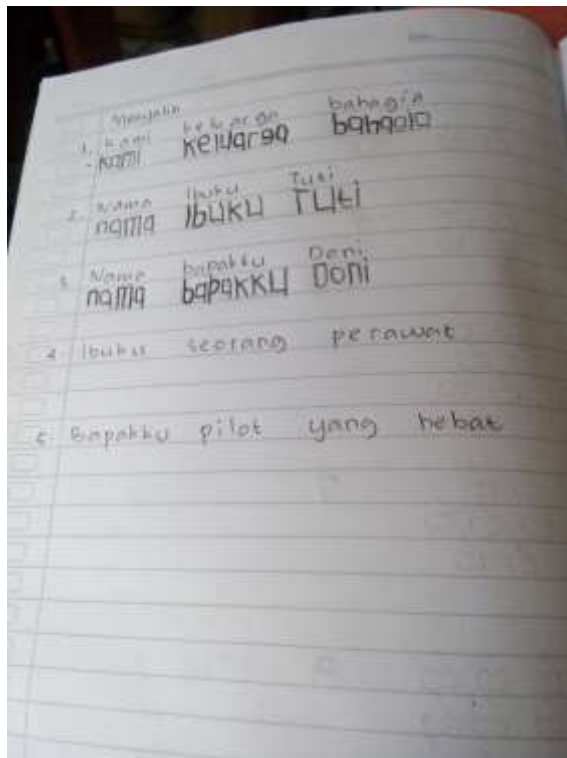 Menyalin
1. Kami keluarga bahagia
- Kami keluarga bahgaia
2. Nama ibuku Tuti
nama ibuku Tuti
3. Nama bapakku Doni
nama bapakku Doni
4. Ibuku seorang perawat
5. Bapakku pilot yang hebat